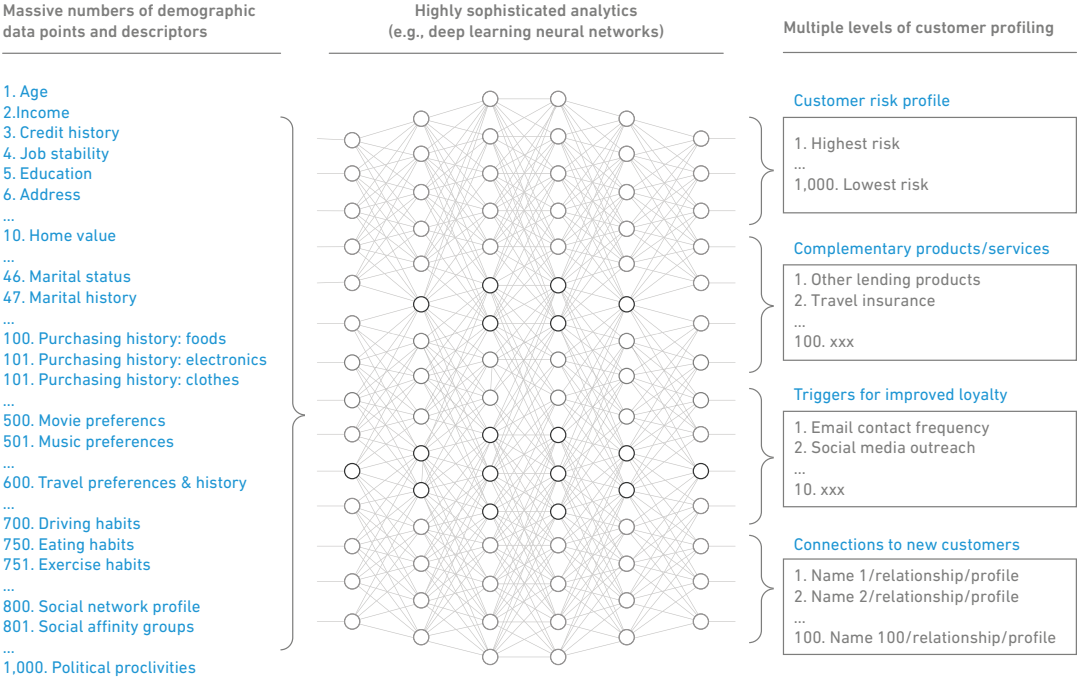 Massive numbers of demographic
data points and descriptors
1. Age
2.Income
3. Credit history
4. Job stability
5. Education
6. Address
...
10. Home value
...
46. Marital status
47. Marital history
...
100. Purchasing history: foods
101. Purchasing history: electronics
101. Purchasing history: clothes
...
500. Movie preferencs
501. Music preferences
...
600. Travel preferences & history
...
700. Driving habits
750. Eating habits
751. Exercise habits
...
800. Social network profile
801. Social affinity groups
...
1,000. Political proclivities
Highly sophisticated analytics
(e.g., deep learning neural networks)
Multiple levels of customer profiling
Customer risk profile
1. Highest risk
...
1,000. Lowest risk
Complementary products/services
1. Other lending products
2. Travel insurance
...
100. xxx
Triggers for improved loyalty
1. Email contact frequency
2. Social media outreach
...
10. xxx
Connections to new customers
1. Name 1/relationship/profile
2. Name 2/relationship/profile
...
100. Name 100/relationship/profile